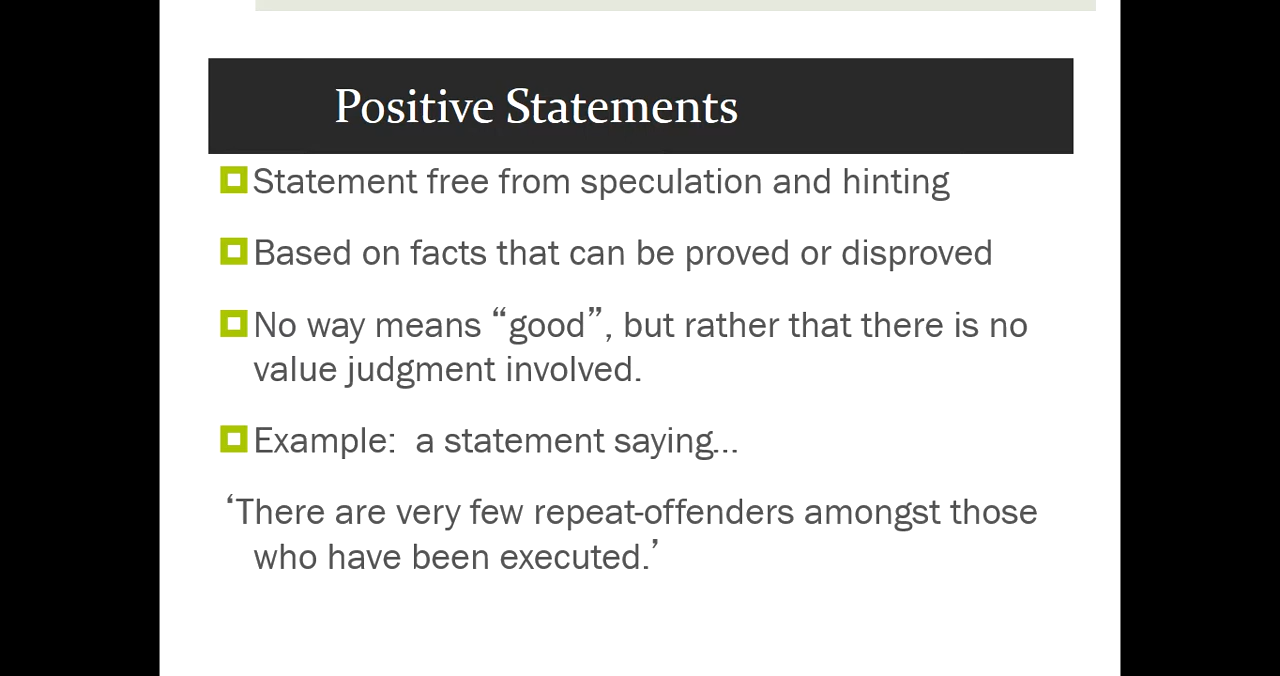 Positive Statements
Statement free from speculation and hinting
Based on facts that can be proved or disproved
No way means “good”, but rather that there is no
value judgment involved.
Example:  a statement saying…
‘There are very few repeat-offenders amongst those
who have been executed.’